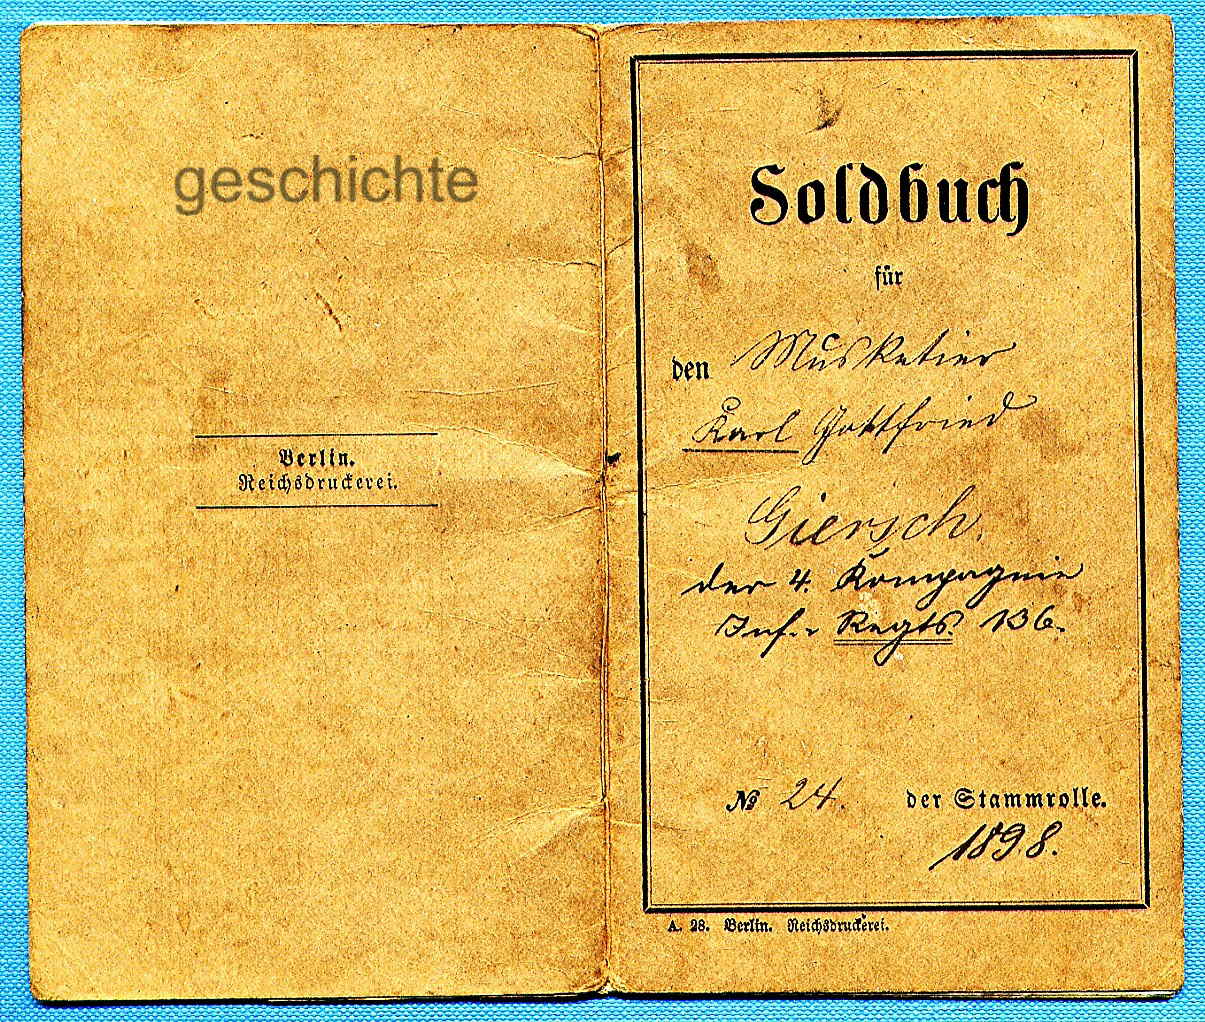 geschichte
Berlin.
Reichsdruckerei.
Soldbuch
für
den Musketier
Karl Gottfried
Giersch.
der 4. Kompagnie
Inf. Regts. 136.
№ 24. der Stammrolle.
1898.
A. 28. Berlin. Reichsdruckerei.